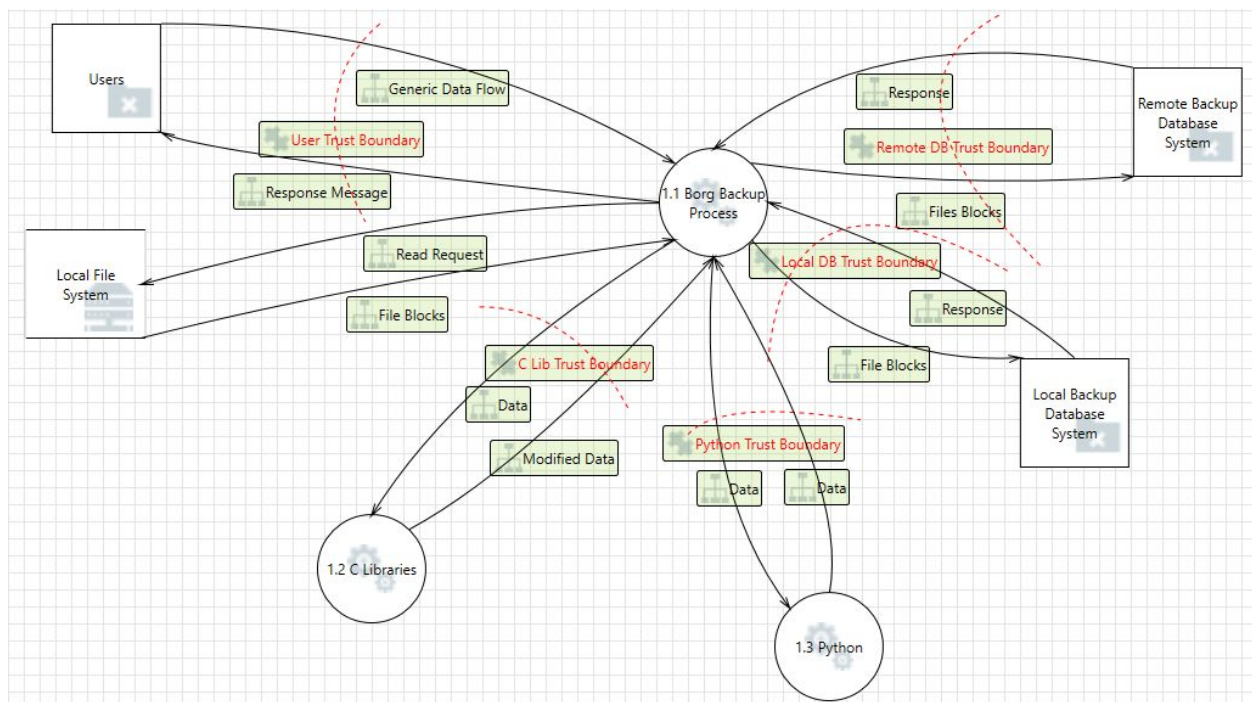 Users
Generic Data Flow
User Trust Boundary
Response Message
Response
Remote DB Trust Boundary
Remote Backup
Database
System
1.1 Borg Backup
Process
Files Blocks
Local File
System
Read Request
File Blocks
Local DB Trust Boundary
Response
File Blocks
C Lib Trust Boundary
Data
Modified Data
Local Backup
Database
System
Python Trust Boundary
Data
Data
1.2 C Libraries
1.3 Python